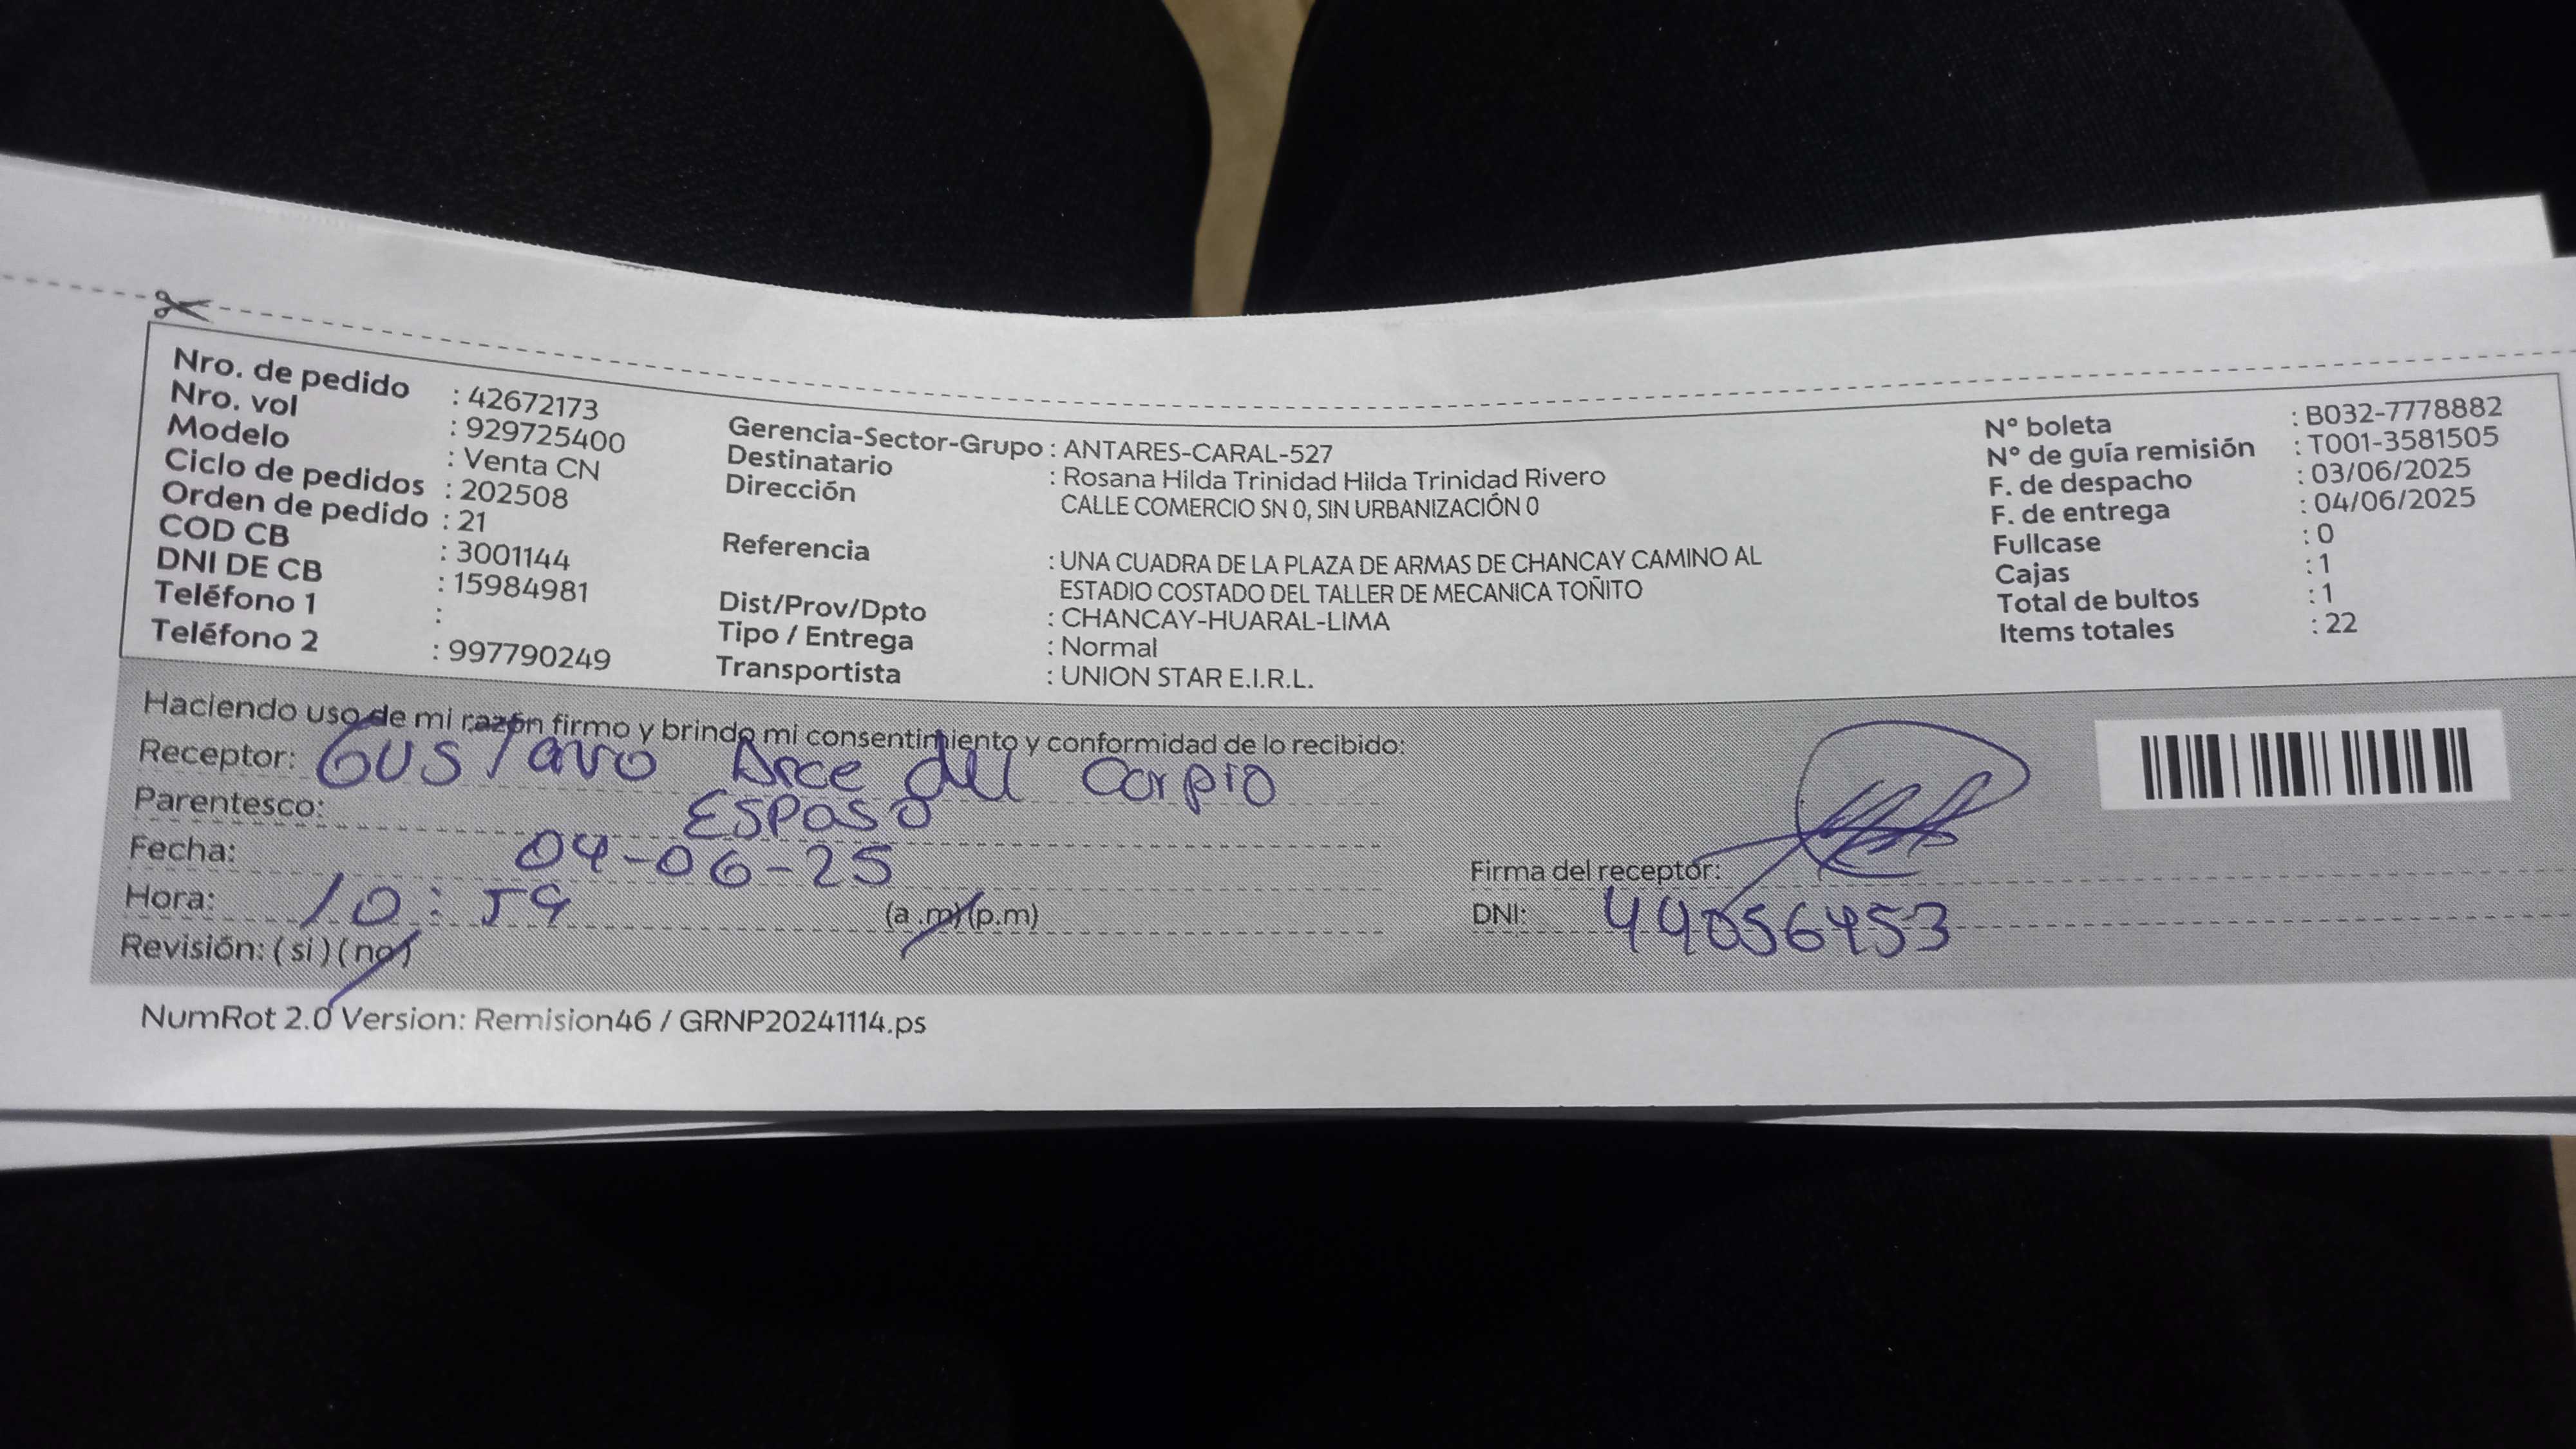 Nro. de pedido : 42672173
Nro. vol : 929725400
Modelo : Venta CN
Ciclo de pedidos : 202508
Orden de pedido : 21
COD CB : 3001144
DNI DE CB : 15984981
Teléfono 1 :
Teléfono 2 : 997790249
Gerencia-Sector-Grupo : ANTARES-CARAL-527
Destinatario : Rosana Hilda Trinidad Hilda Trinidad Rivero
Dirección CALLE COMERCIO SN 0, SIN URBANIZACIÓN 0
Referencia : UNA CUADRA DE LA PLAZA DE ARMAS DE CHANCAY CAMINO AL
ESTADIO COSTADO DEL TALLER DE MECANICA TOÑITO
Dist/Prov/Dpto : CHANCAY-HUARAL-LIMA
Tipo / Entrega : Normal
Transportista : UNION STAR E.I.R.L.
N° boleta : B032-7778882
N° de guía remisión : T001-3581505
F. de despacho : 03/06/2025
F. de entrega : 04/06/2025
Fullcase : 0
Cajas : 1
Total de bultos : 1
Items totales : 22
Haciendo uso de mi razón firmo y brindo mi consentimiento y conformidad de lo recibido:
Receptor: Gustavo Arce del Carpio
Parentesco: ESPOSO
Fecha: 04-06-25
Hora: 10:59 (a.m)(p.m)
Revisión: (si)(no)
Firma del receptor:
DNI: 44056453
NumRot 2.0 Version: Remision46 / GRNP20241114.ps